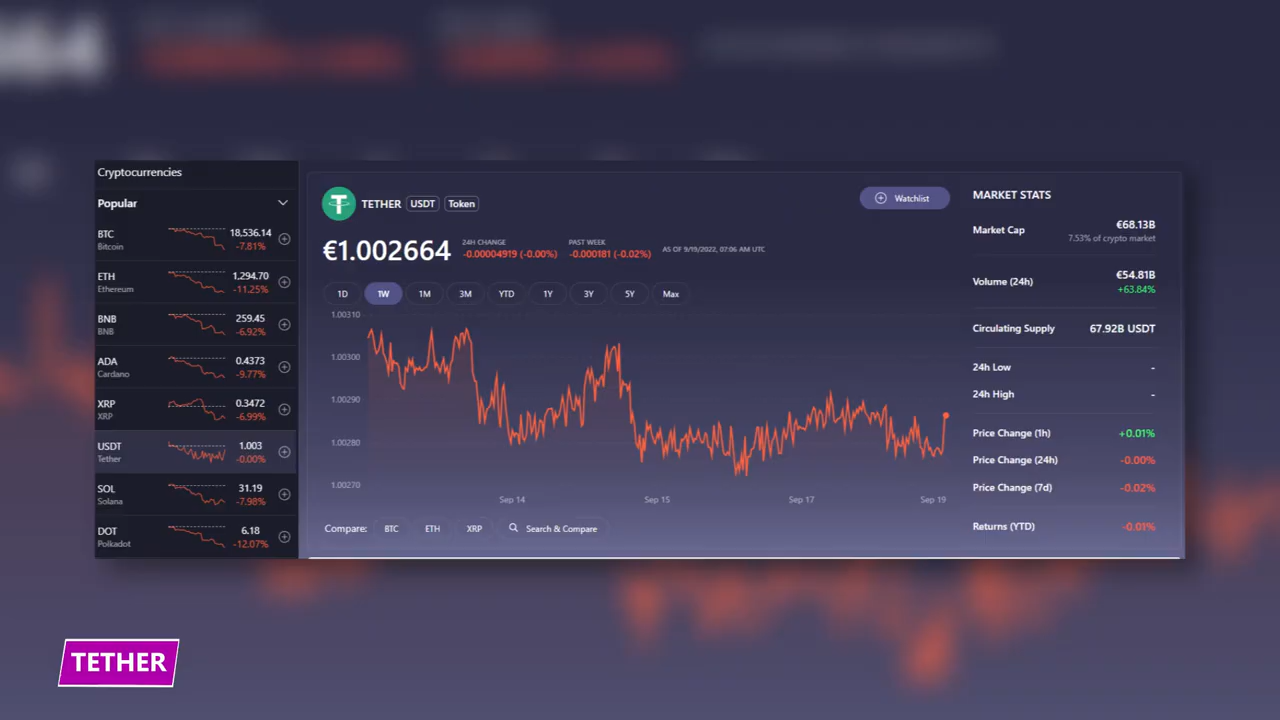 Cryptocurrencies
Popular
BTC
Bitcoin
18,536.14
-7.81%
ETH
Ethereum
1,294.70
-11.25%
BNB
BNB
259.45
-6.92%
ADA
Cardano
0.4373
-9.77%
XRP
XRP
0.3472
-6.99%
USDT
Tether
1.003
-0.00%
SOL
Solana
31.19
-7.98%
DOT
Polkadot
6.18
-12.07%
TETHER USDT Token
Watchlist
€1.002664
24H CHANGE
-0.00004919 (-0.00%)
PAST WEEK
-0.000181 (-0.02%)
AS OF 9/19/2022, 07:06 AM UTC
1D 1W 1M 3M YTD 1Y 3Y 5Y Max
1.00310
1.00300
1.00290
1.00280
1.00270
Sep 14 Sep 15 Sep 17 Sep 19
Compare: BTC ETH XRP Search & Compare
MARKET STATS
Market Cap €68.13B
7.53% of crypto market
Volume (24h) €54.81B
+63.84%
Circulating Supply 67.92B USDT
24h Low -
24h High -
Price Change (1h) +0.01%
Price Change (24h) -0.00%
Price Change (7d) -0.02%
Returns (YTD) -0.01%
TETHER